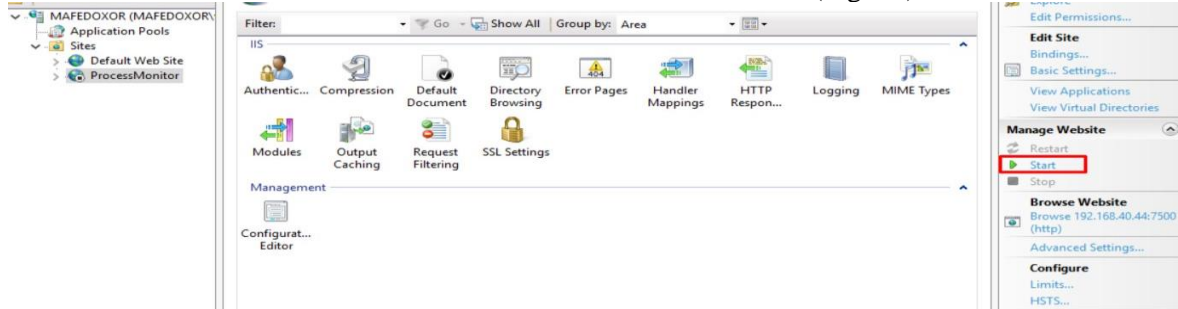 MAFEDOXOR (MAFEDOXOR\
Application Pools
Sites
Default Web Site
ProcessMonitor
Filter:
Go
Show All
Group by: Area
IIS
Authentic...
Compression
Default
Document
Directory
Browsing
Error Pages
Handler
Mappings
HTTP
Respon...
Logging
MIME Types
Modules
Output
Caching
Request
Filtering
SSL Settings
Management
Configurat...
Editor
Edit Permissions...
Edit Site
Bindings...
Basic Settings...
View Applications
View Virtual Directories
Manage Website
Restart
Start
Stop
Browse Website
Browse 192.168.40.44:7500
(http)
Advanced Settings...
Configure
Limits...
HSTS...